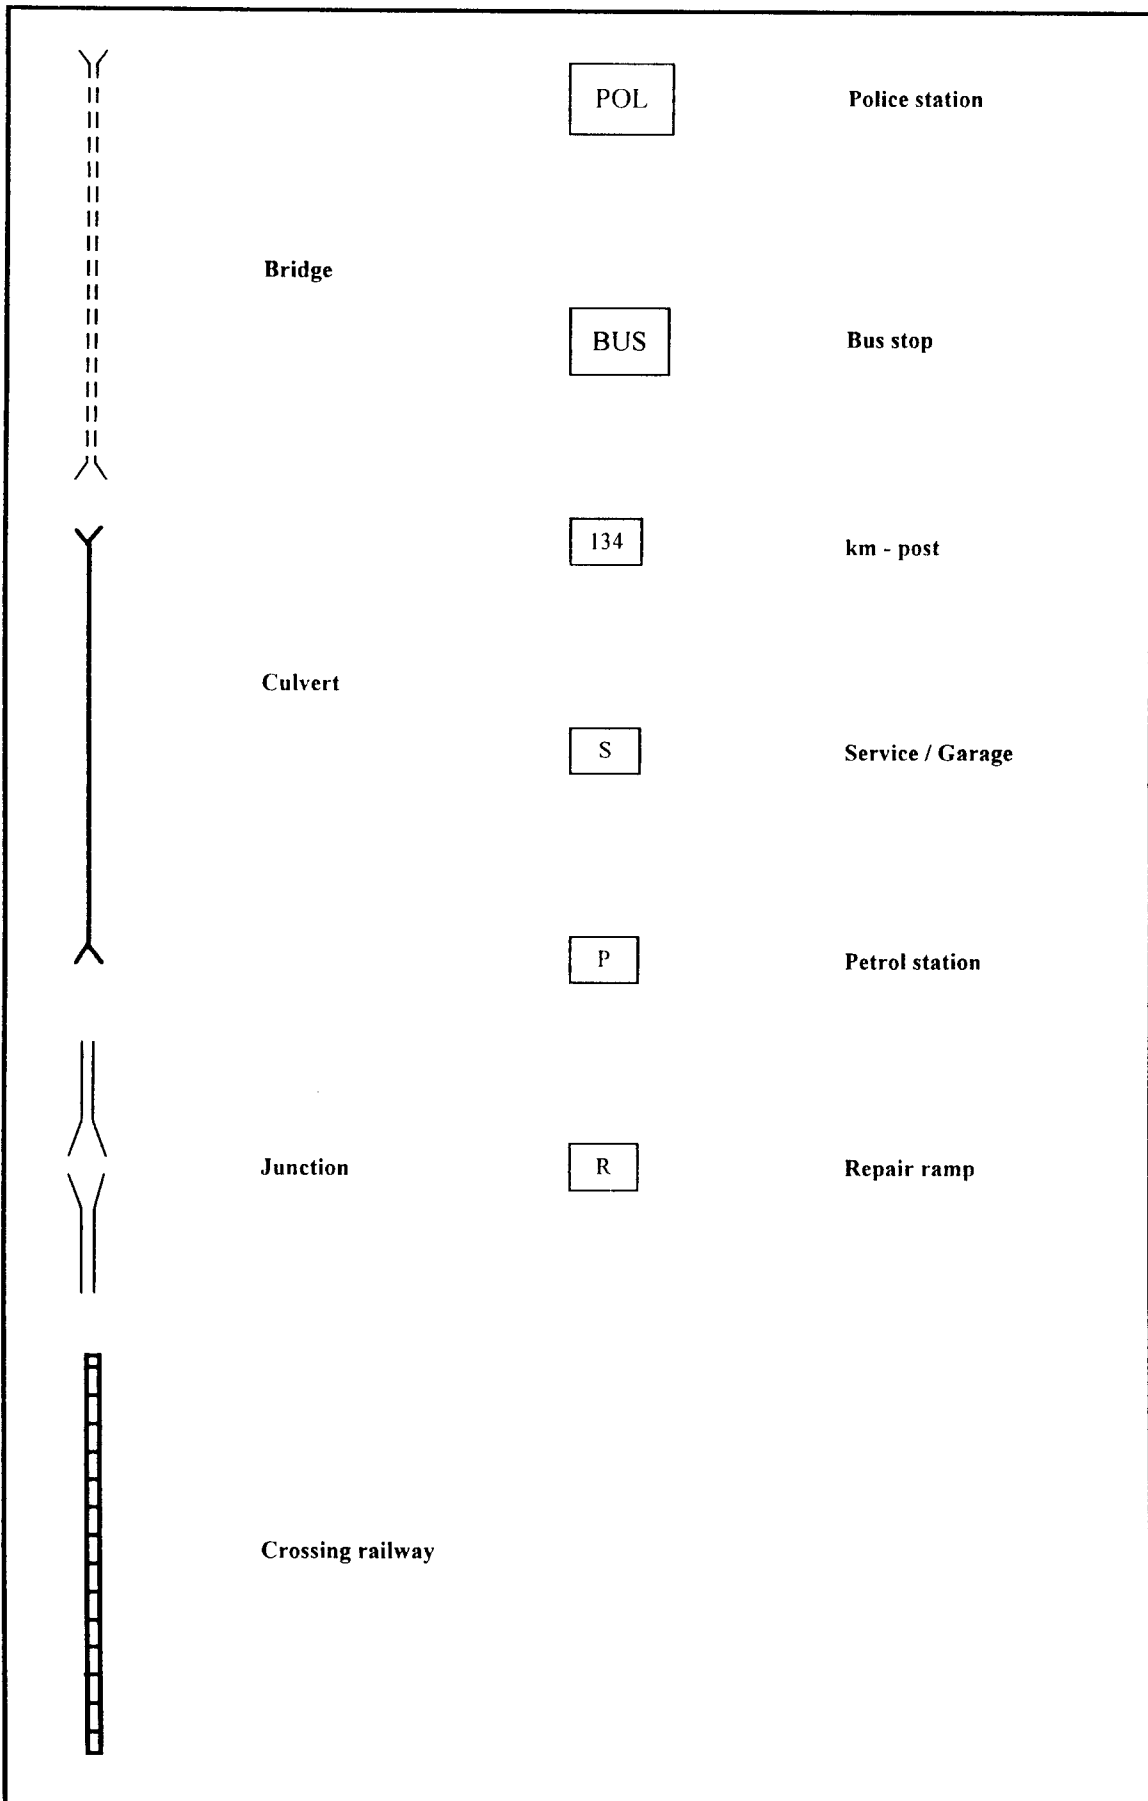 POL Police station
Bridge
BUS Bus stop
134 km - post
Culvert
S Service / Garage
P Petrol station
Junction R Repair ramp
Crossing railway